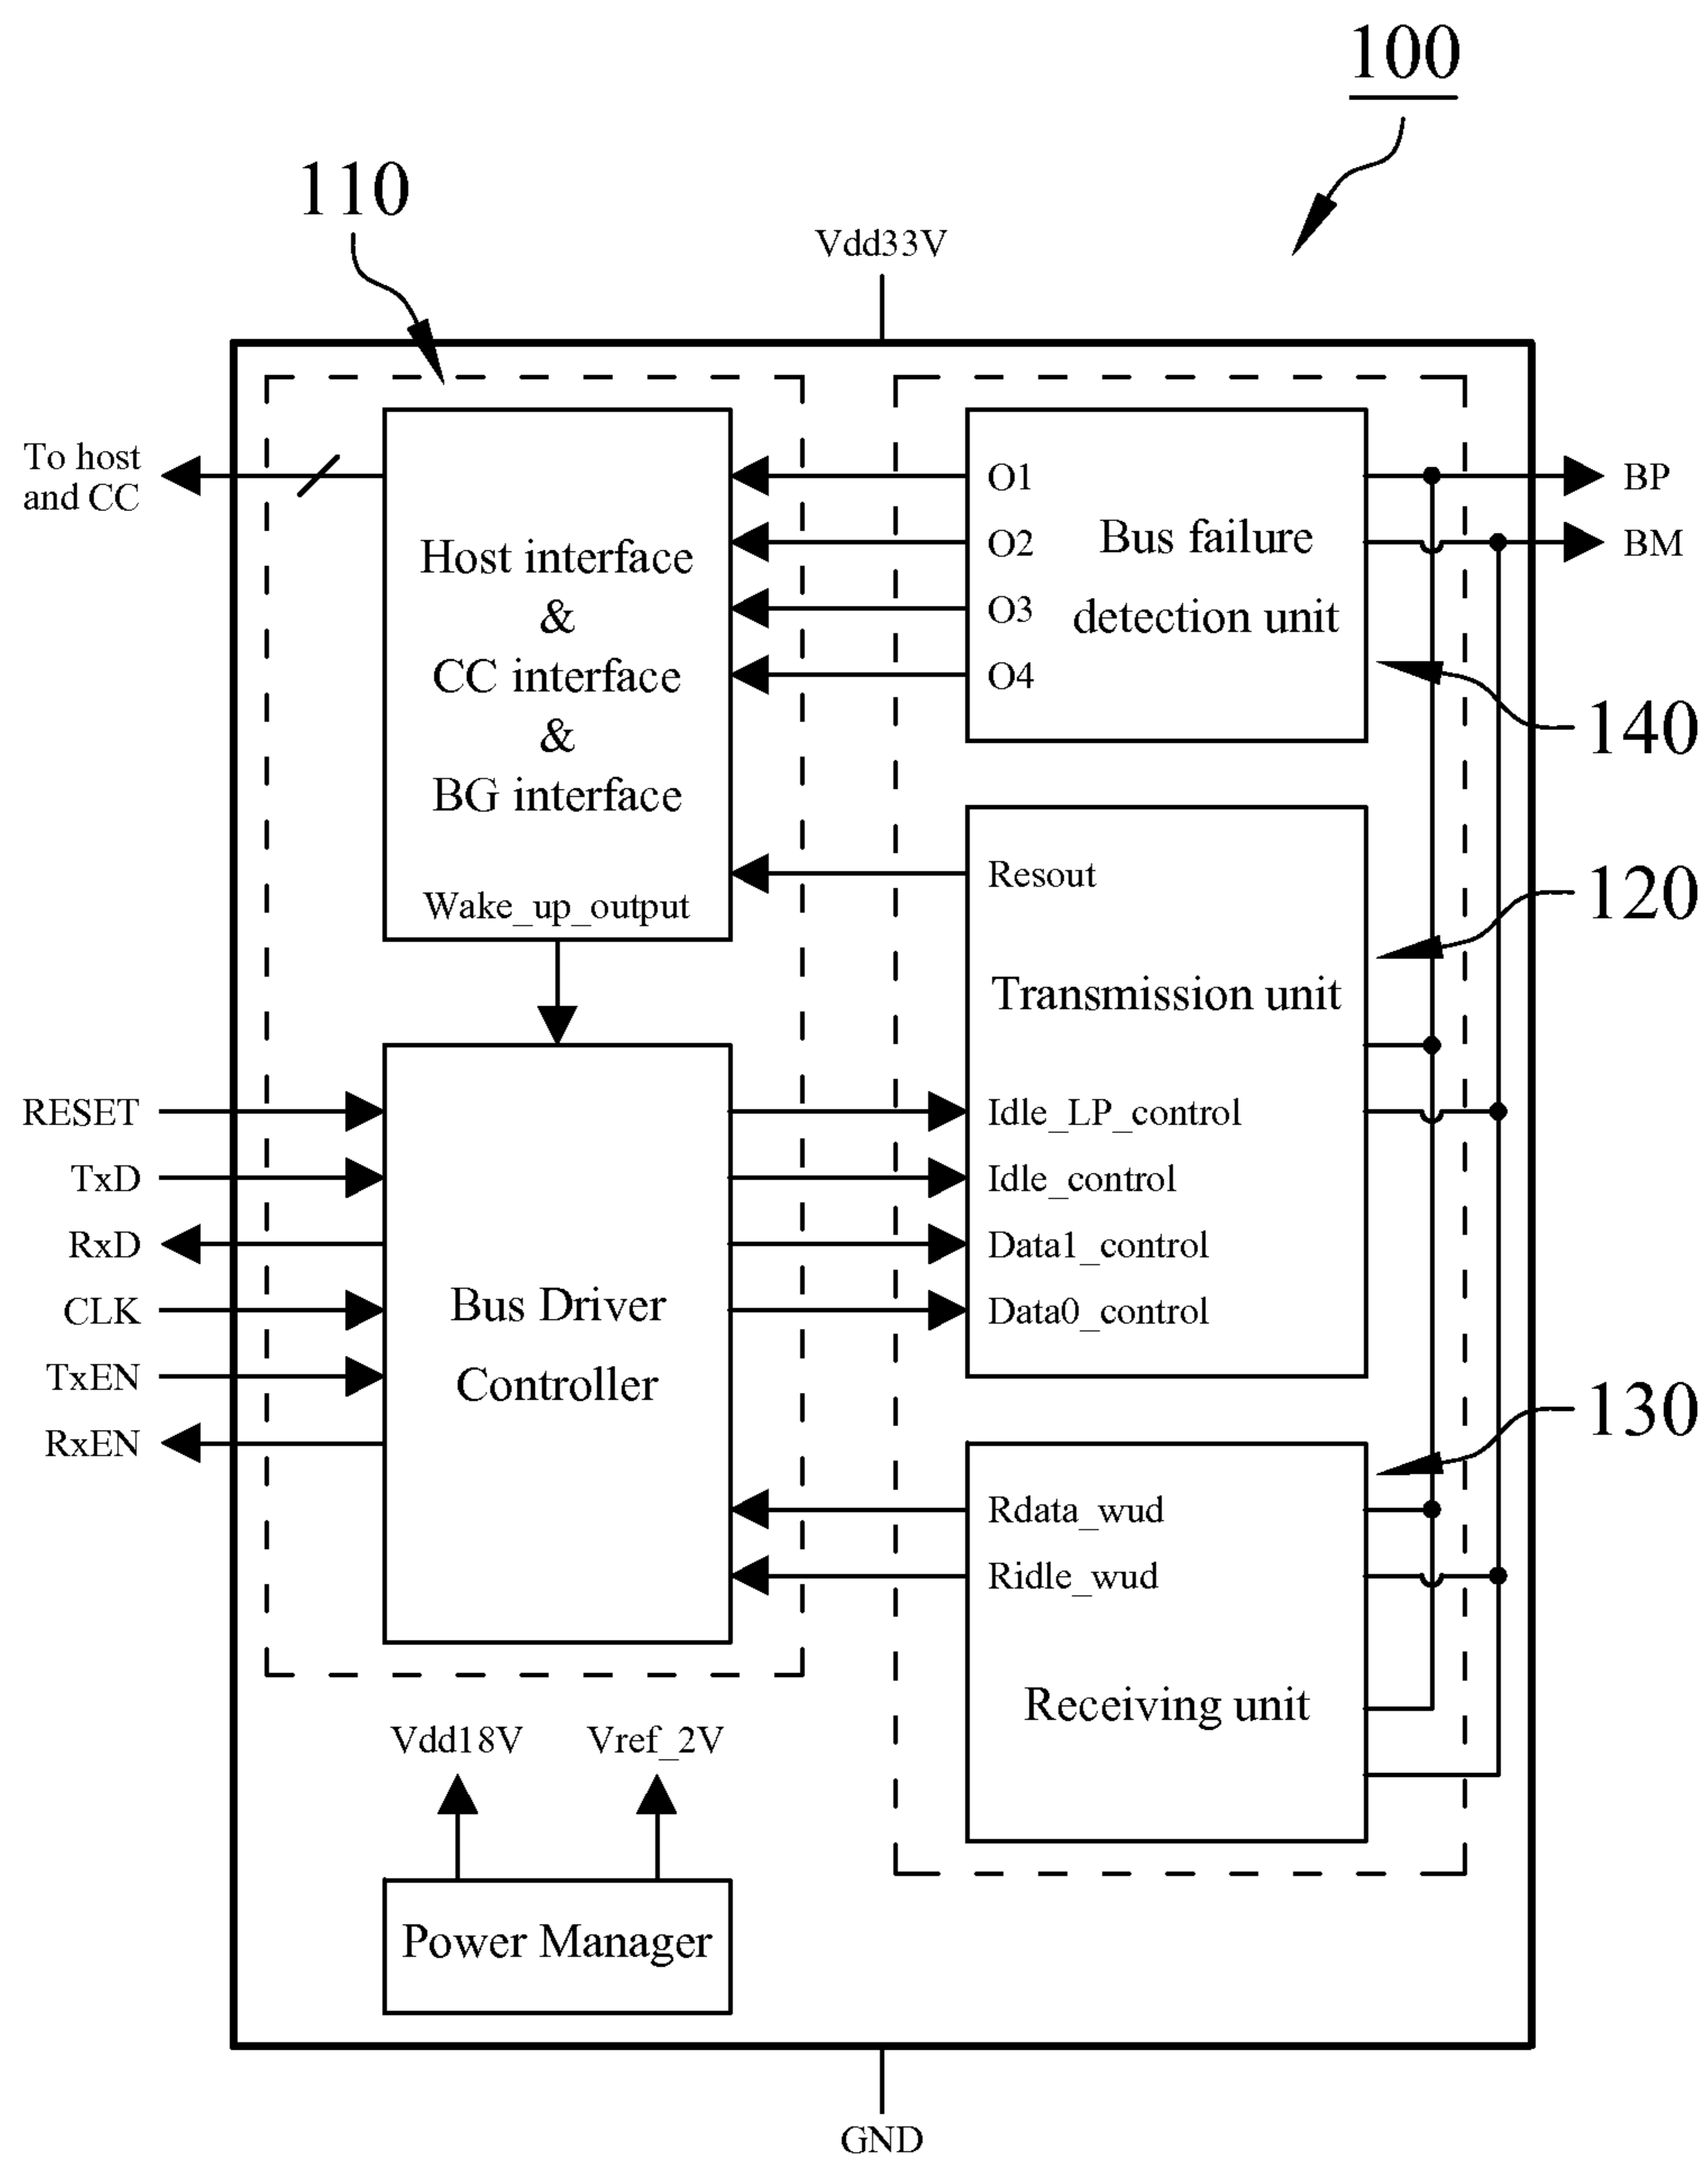 100
110
Vdd33V
To host
and CC
Host interface
&
CC interface
&
BG interface
Wake_up_output
O1
O2
O3
O4
Bus failure
detection unit
BP
BM
140
Resout
Transmission unit
120
Idle_LP_control
Idle_control
Data1_control
Data0_control
RESET
TxD
RxD
CLK
TxEN
RxEN
Bus Driver
Controller
130
Rdata_wud
Ridle_wud
Receiving unit
Vdd18V
Vref_2V
Power Manager
GND